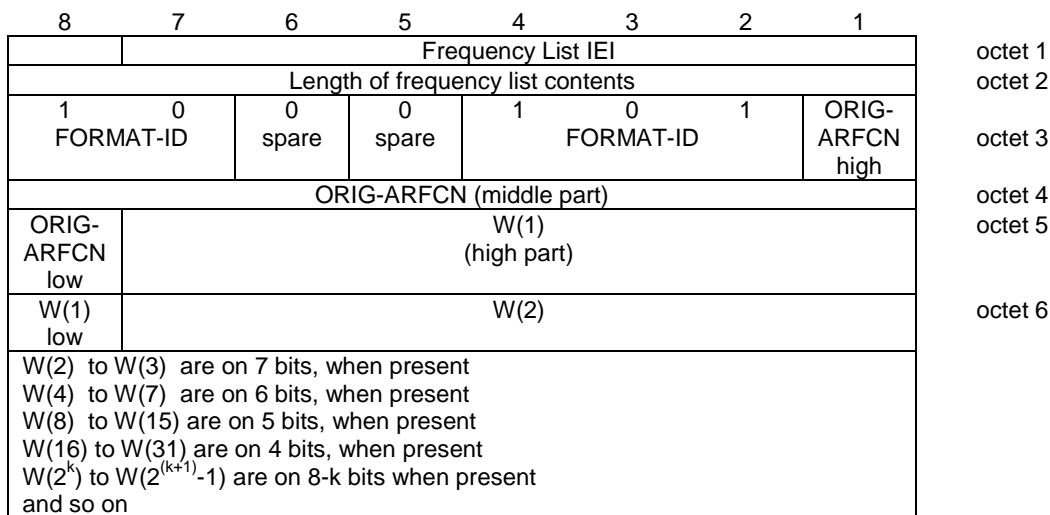 8 7 6 5 4 3 2 1
Frequency List IEI octet 1
Length of frequency list contents octet 2
1 0 0 0 1 0 1 ORIG-
FORMAT-ID spare spare FORMAT-ID ARFCN octet 3
high
ORIG-ARFCN (middle part) octet 4
ORIG- W(1) octet 5
ARFCN (high part)
low
W(1) W(2) octet 6
low
W(2) to W(3) are on 7 bits, when present
W(4) to W(7) are on 6 bits, when present
W(8) to W(15) are on 5 bits, when present
W(16) to W(31) are on 4 bits, when present
W(2^k) to W(2^(k+1)-1) are on 8-k bits when present
and so on